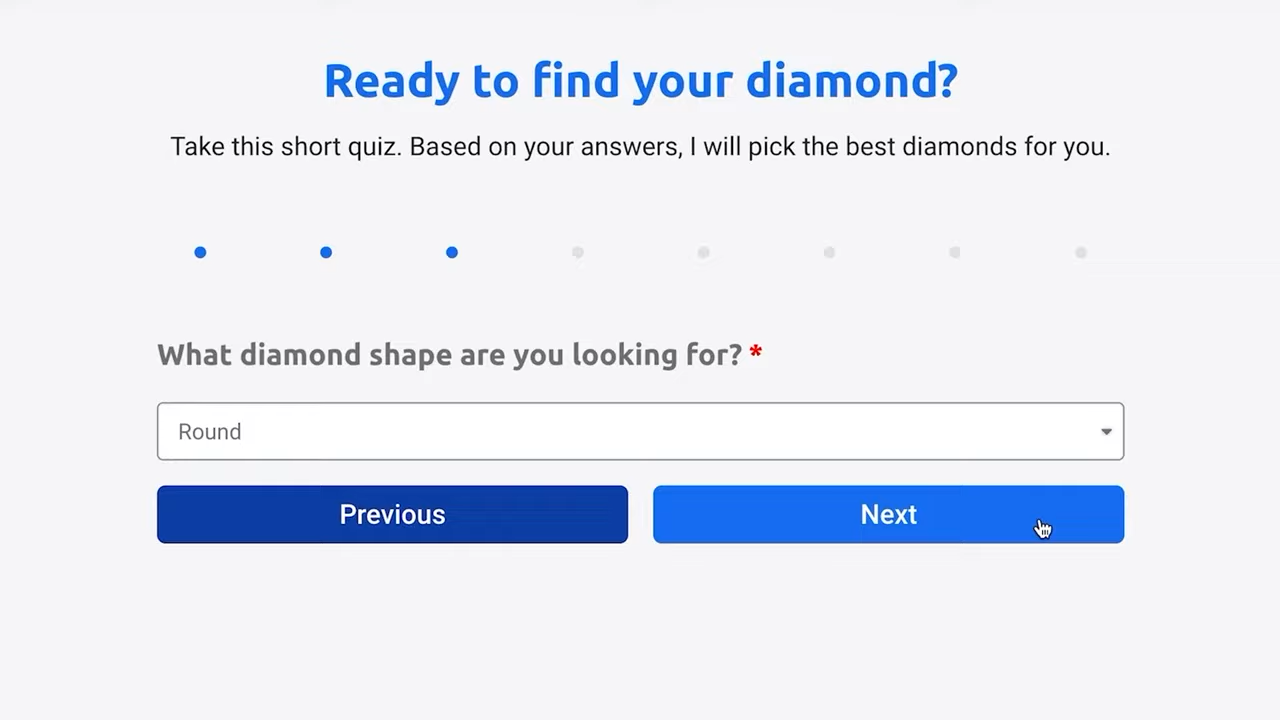 Ready to find your diamond?
Take this short quiz. Based on your answers, I will pick the best diamonds for you.
What diamond shape are you looking for? *
Round
Previous
Next